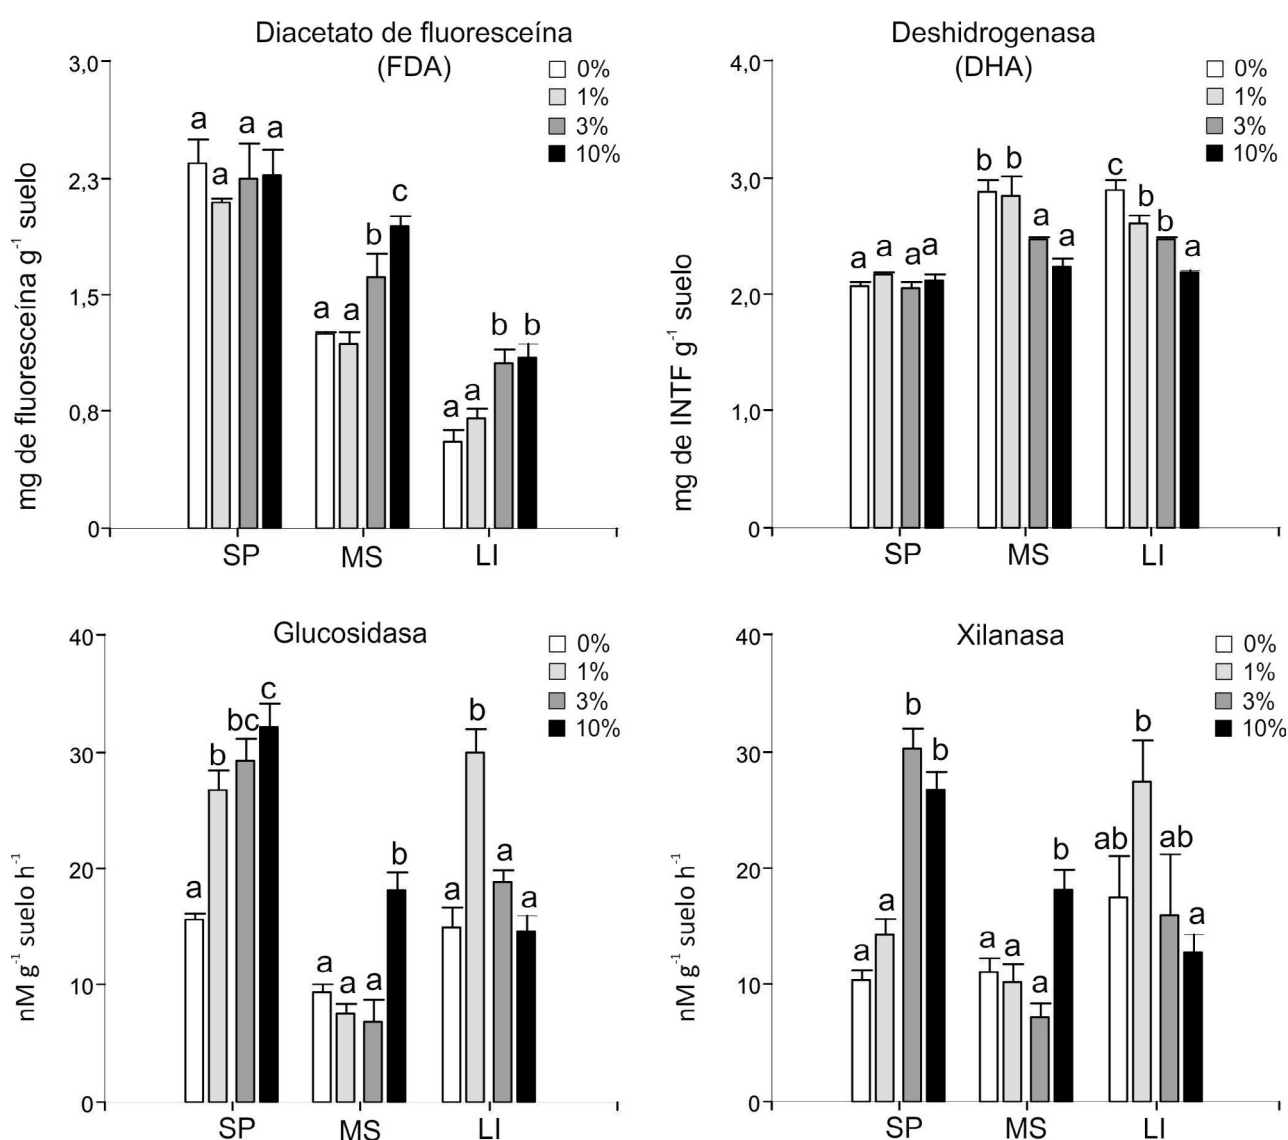 Diacetato de fluoresceína
(FDA)
0%
1%
3%
10%
mg de fluoresceína g⁻¹ suelo
3,0
2,3
1,5
0,8
0
a
a
a
a
a
a
b
c
a
a
b
b
SP
MS
LI
Deshidrogenasa
(DHA)
0%
1%
3%
10%
mg de INTF g⁻¹ suelo
4,0
3,0
2,0
1,0
0
a
a
a
a
b
b
a
a
c
b
b
a
SP
MS
LI
Glucosidasa
0%
1%
3%
10%
nM g⁻¹ suelo h⁻¹
40
30
20
10
0
a
b
bc
c
a
a
a
b
a
b
a
a
SP
MS
LI
Xilanasa
0%
1%
3%
10%
nM g⁻¹ suelo h⁻¹
40
30
20
10
0
a
a
b
b
a
a
a
b
ab
b
ab
a
SP
MS
LI